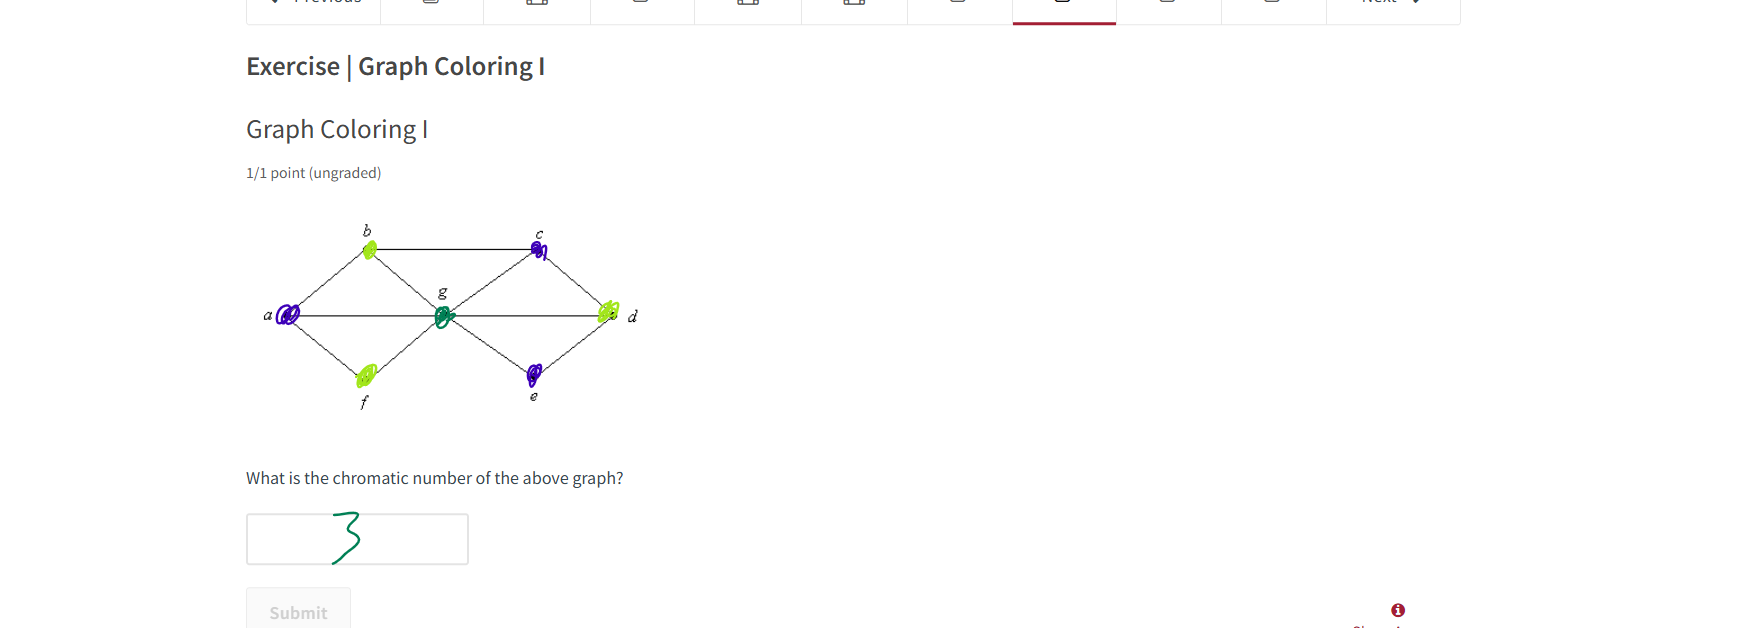 Exercise | Graph Coloring I
Graph Coloring I
1/1 point (ungraded)
b
c
g
a
d
f
e
What is the chromatic number of the above graph?
3
Submit